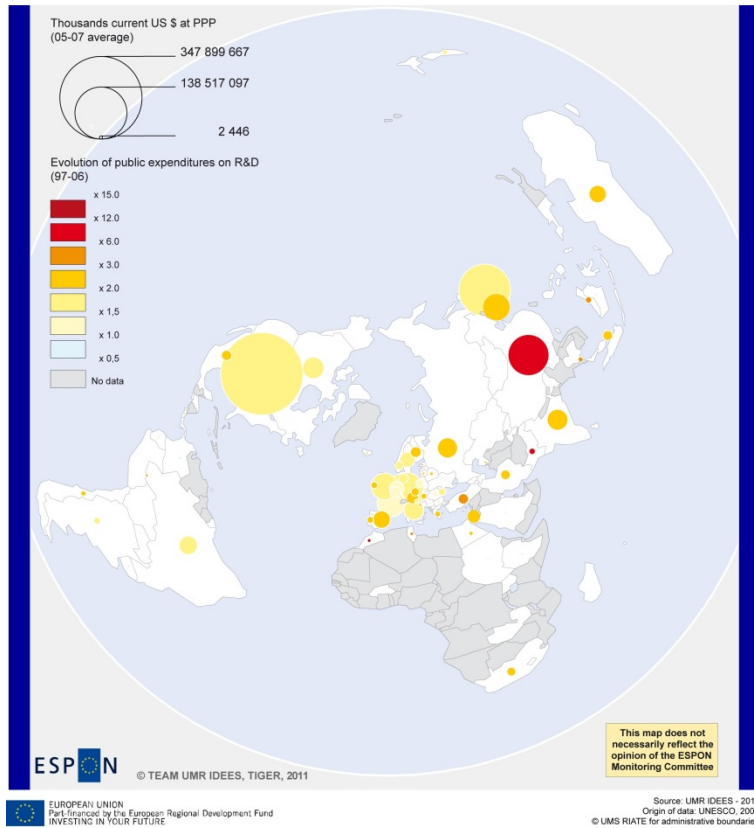 Thousands current US $ at PPP
(05-07 average)
347 899 667
138 517 097
2 446
Evolution of public expenditures on R&D
(97-06)
x 15.0
x 12.0
x 6.0
x 3.0
x 2.0
x 1,5
x 1.0
x 0,5
No data
This map does not
necessarily reflect the
opinion of the ESPON
Monitoring Committee
ESPON
© TEAM UMR IDEES, TIGER, 2011
EUROPEAN UNION
Part-financed by the European Regional Development Fund
INVESTING IN YOUR FUTURE
Source: UMR IDEES - 201
Origin of data: UNESCO, 200
© UMS RIATE for administrative boundarie